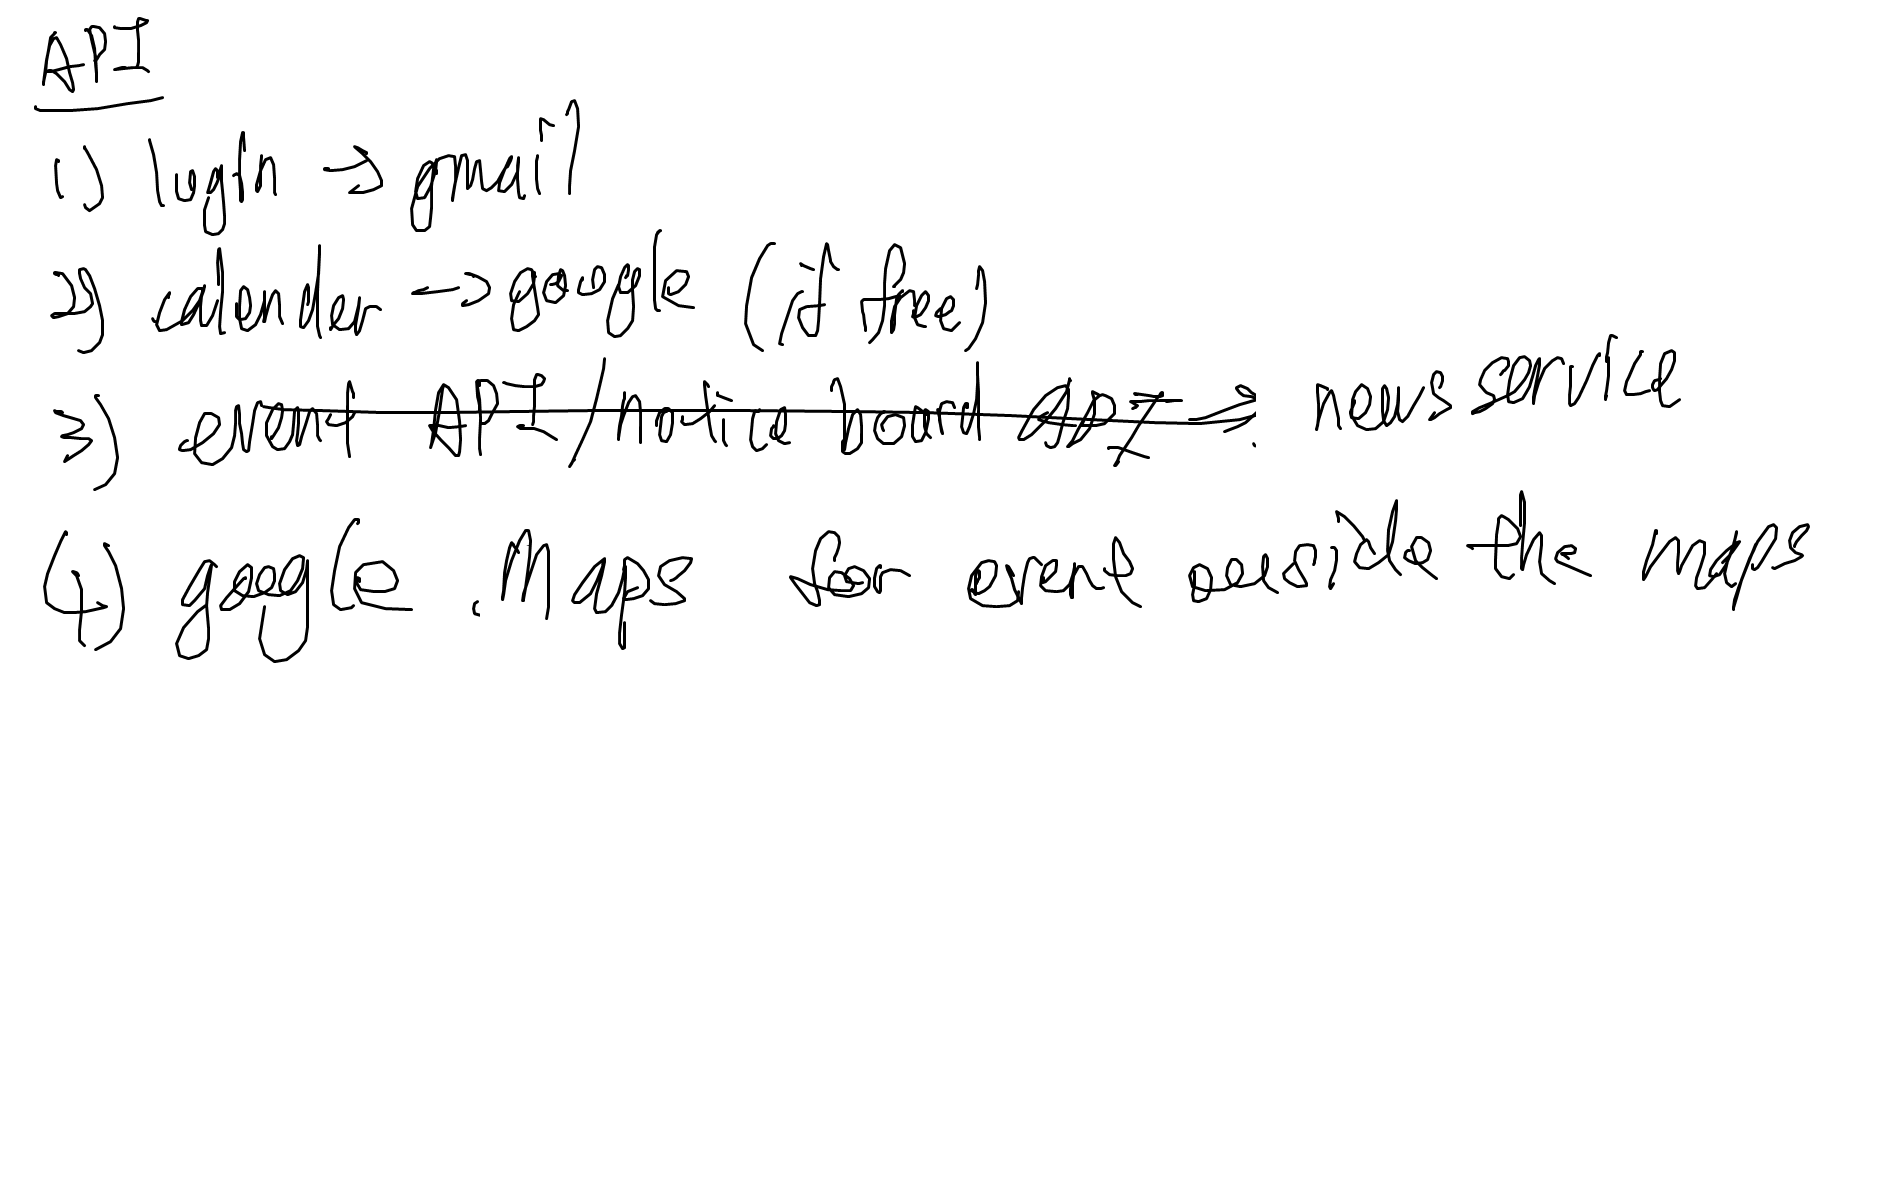 API
1) login → gmail
2) calender → google (if free)
3) event API/notice board API → news service
4) google Maps for event ouside the maps